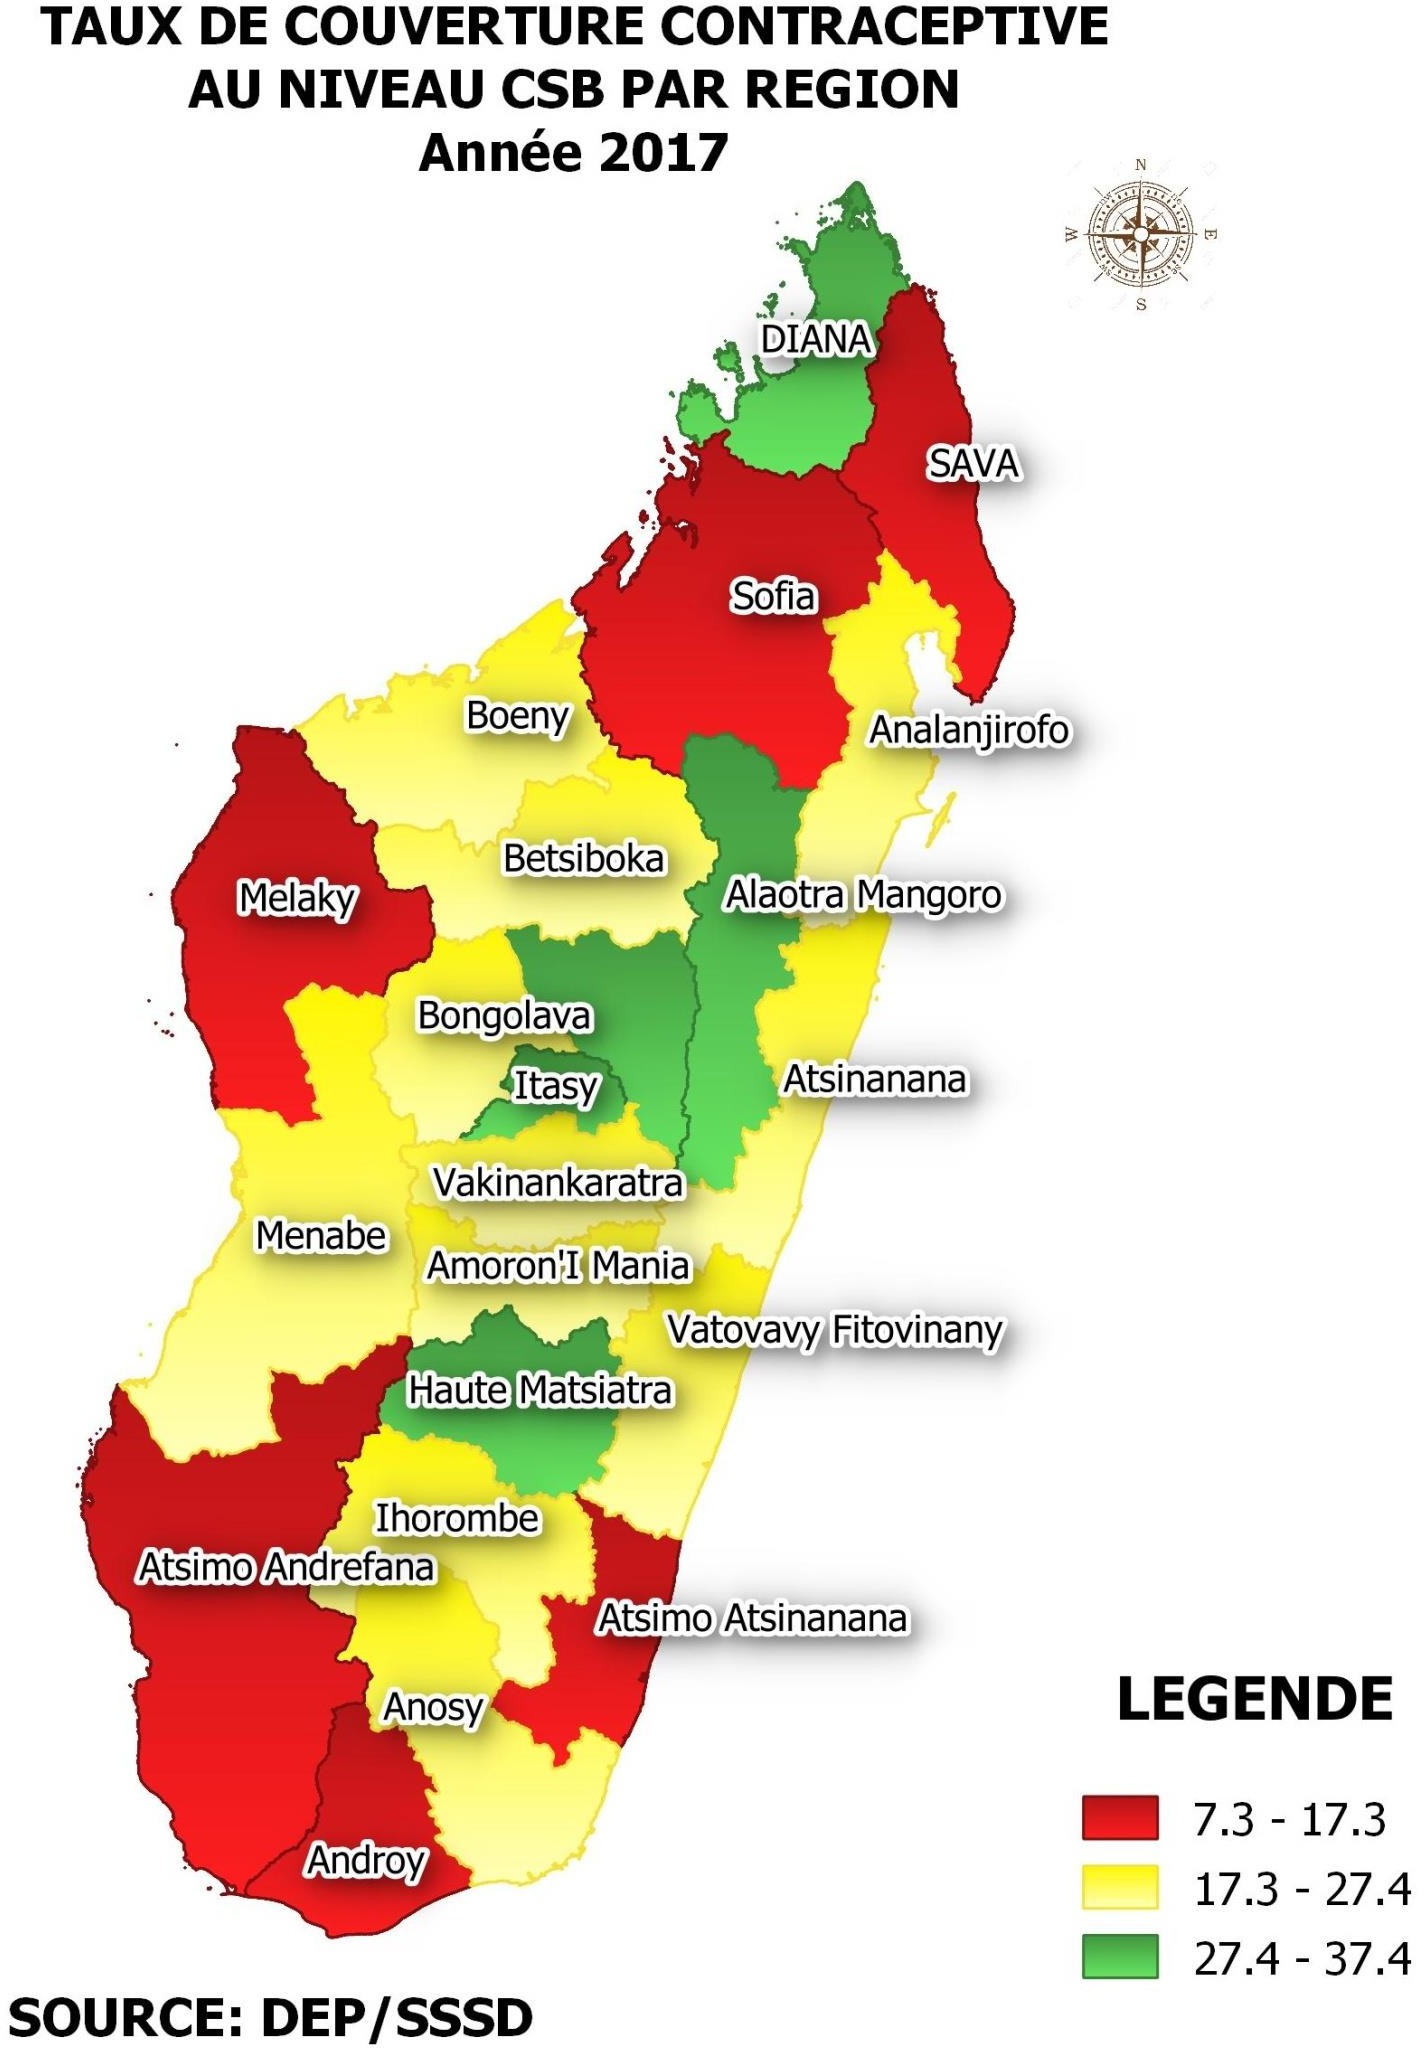 TAUX DE COUVERTURE CONTRACEPTIVE
AU NIVEAU CSB PAR REGION
Année 2017
N
W
E
S
DIANA
SAVA
Sofia
Boeny
Analanjirofo
Betsiboka
Melaky
Alaotra Mangoro
Bongolava
Itasy
Atsinanana
Vakinankaratra
Menabe
Amoron'I Mania
Vatovavy Fitovinany
Haute Matsiatra
Ihorombe
Atsimo Andrefana
Atsimo Atsinanana
Anosy
Androy
LEGENDE
7.3 - 17.3
17.3 - 27.4
27.4 - 37.4
SOURCE: DEP/SSSD